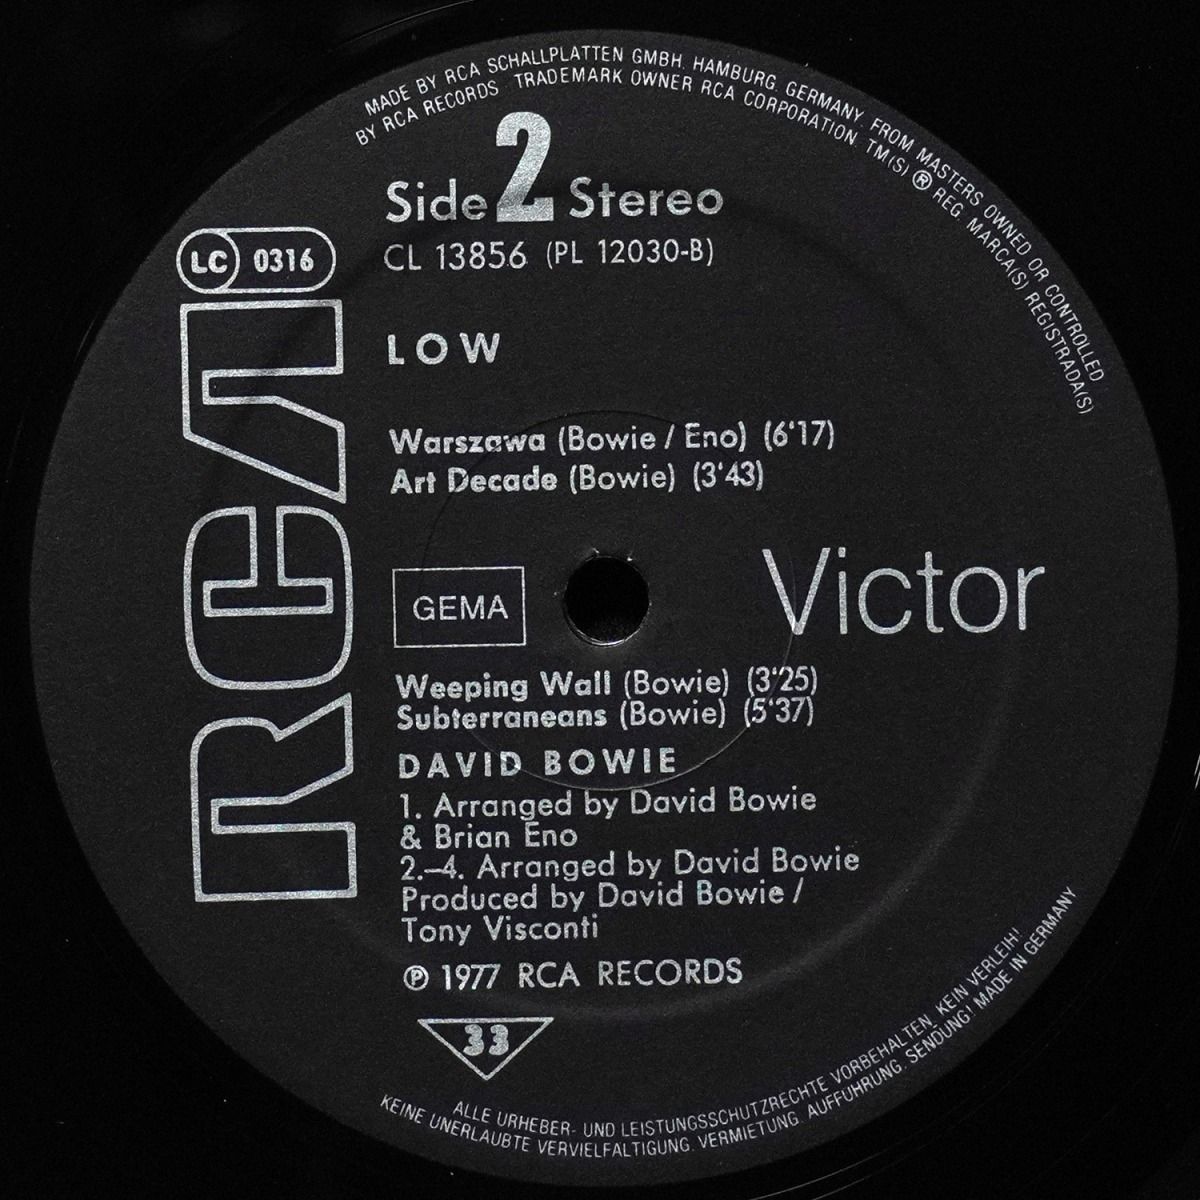 MADE BY RCA SCHALLPLATTEN GMBH. HAMBURG. GERMANY. FROM MASTERS OWNED OR CONTROLLED
BY RCA RECORDS TRADEMARK OWNER RCA CORPORATION. TM(S) ® REG. MARCA(S) REGISTRADA(S)
Side 2 Stereo
CL 13856 (PL 12030-B)
LC 0316
RCA
LOW
Warszawa (Bowie / Eno) (6'17)
Art Decade (Bowie) (3'43)
GEMA
Victor
Weeping Wall (Bowie) (3'25)
Subterraneans (Bowie) (5'37)
DAVID BOWIE
1. Arranged by David Bowie
& Brian Eno
2.–4. Arranged by David Bowie
Produced by David Bowie /
Tony Visconti
℗ 1977 RCA RECORDS
33
ALLE URHEBER- UND LEISTUNGSSCHUTZRECHTE VORBEHALTEN. KEIN VERLEIH!
KEINE UNERLAUBTE VERVIELFALTIGUNG. VERMIETUNG. AUFFUHRUNG. SENDUNG! MADE IN GERMANY